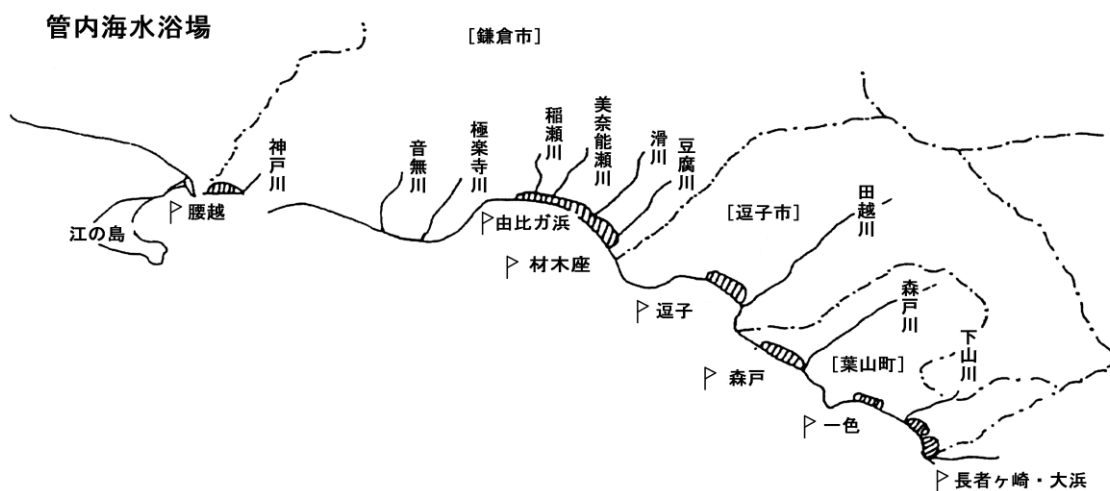 管内海水浴場
[鎌倉市]
神戸川
音無川
極楽寺川
稲瀬川
美奈能瀬川
滑川
豆腐川
[逗子市]
田越川
腰越
江の島
由比ガ浜
材木座
逗子
森戸川
[葉山町]
下山川
森戸
一色
長者ヶ崎・大浜